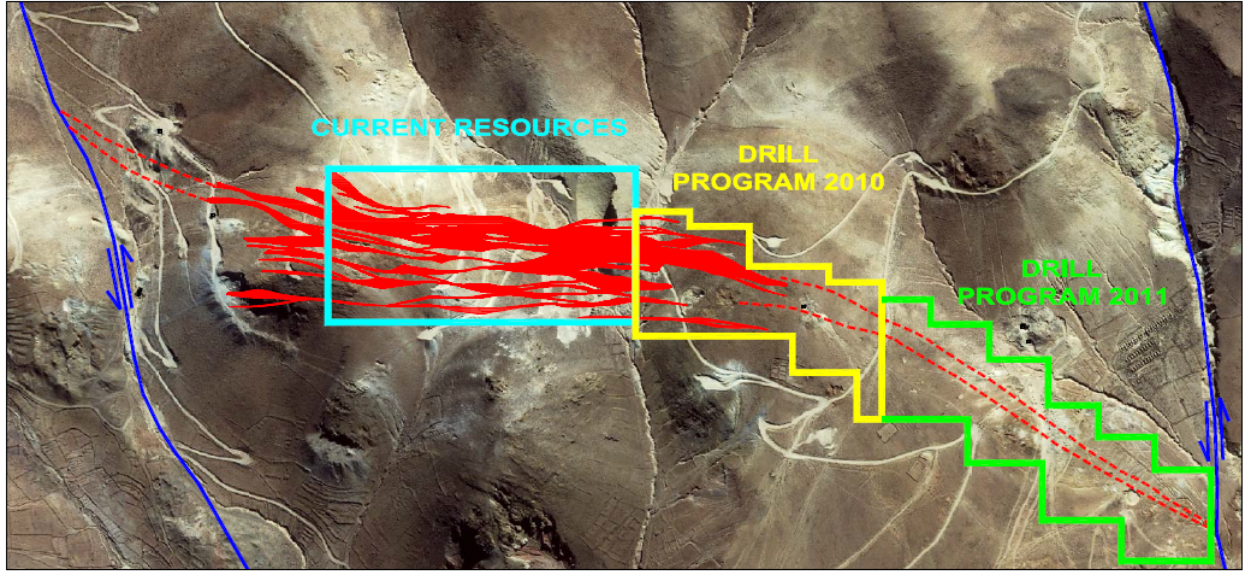 CURRENT RESOURCES
DRILL
PROGRAM 2010
DRILL
PROGRAM 2011